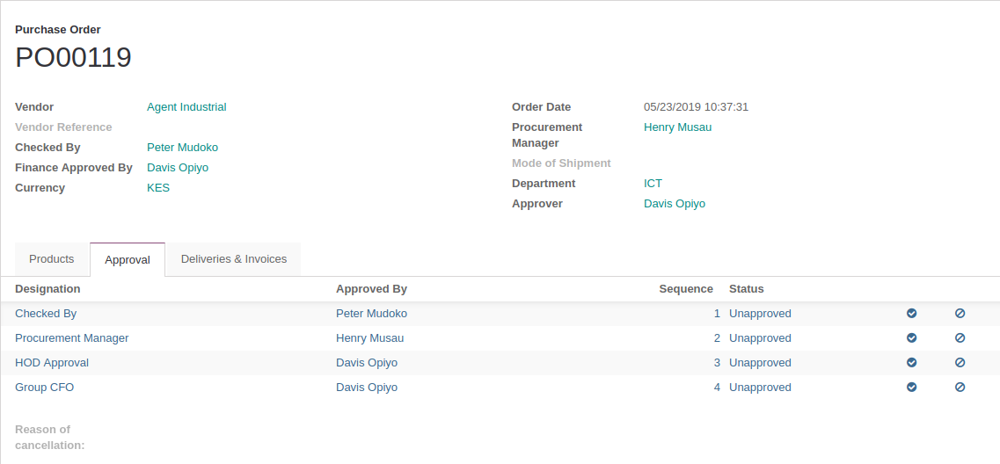 Purchase Order
PO00119
Vendor Agent Industrial
Vendor Reference
Checked By Peter Mudoko
Finance Approved By Davis Opiyo
Currency KES
Order Date 05/23/2019 10:37:31
Procurement Henry Musau
Manager
Mode of Shipment
Department ICT
Approver Davis Opiyo
Products Approval Deliveries & Invoices
Designation Approved By Sequence Status
Checked By Peter Mudoko 1 Unapproved
Procurement Manager Henry Musau 2 Unapproved
HOD Approval Davis Opiyo 3 Unapproved
Group CFO Davis Opiyo 4 Unapproved
Reason of
cancellation: